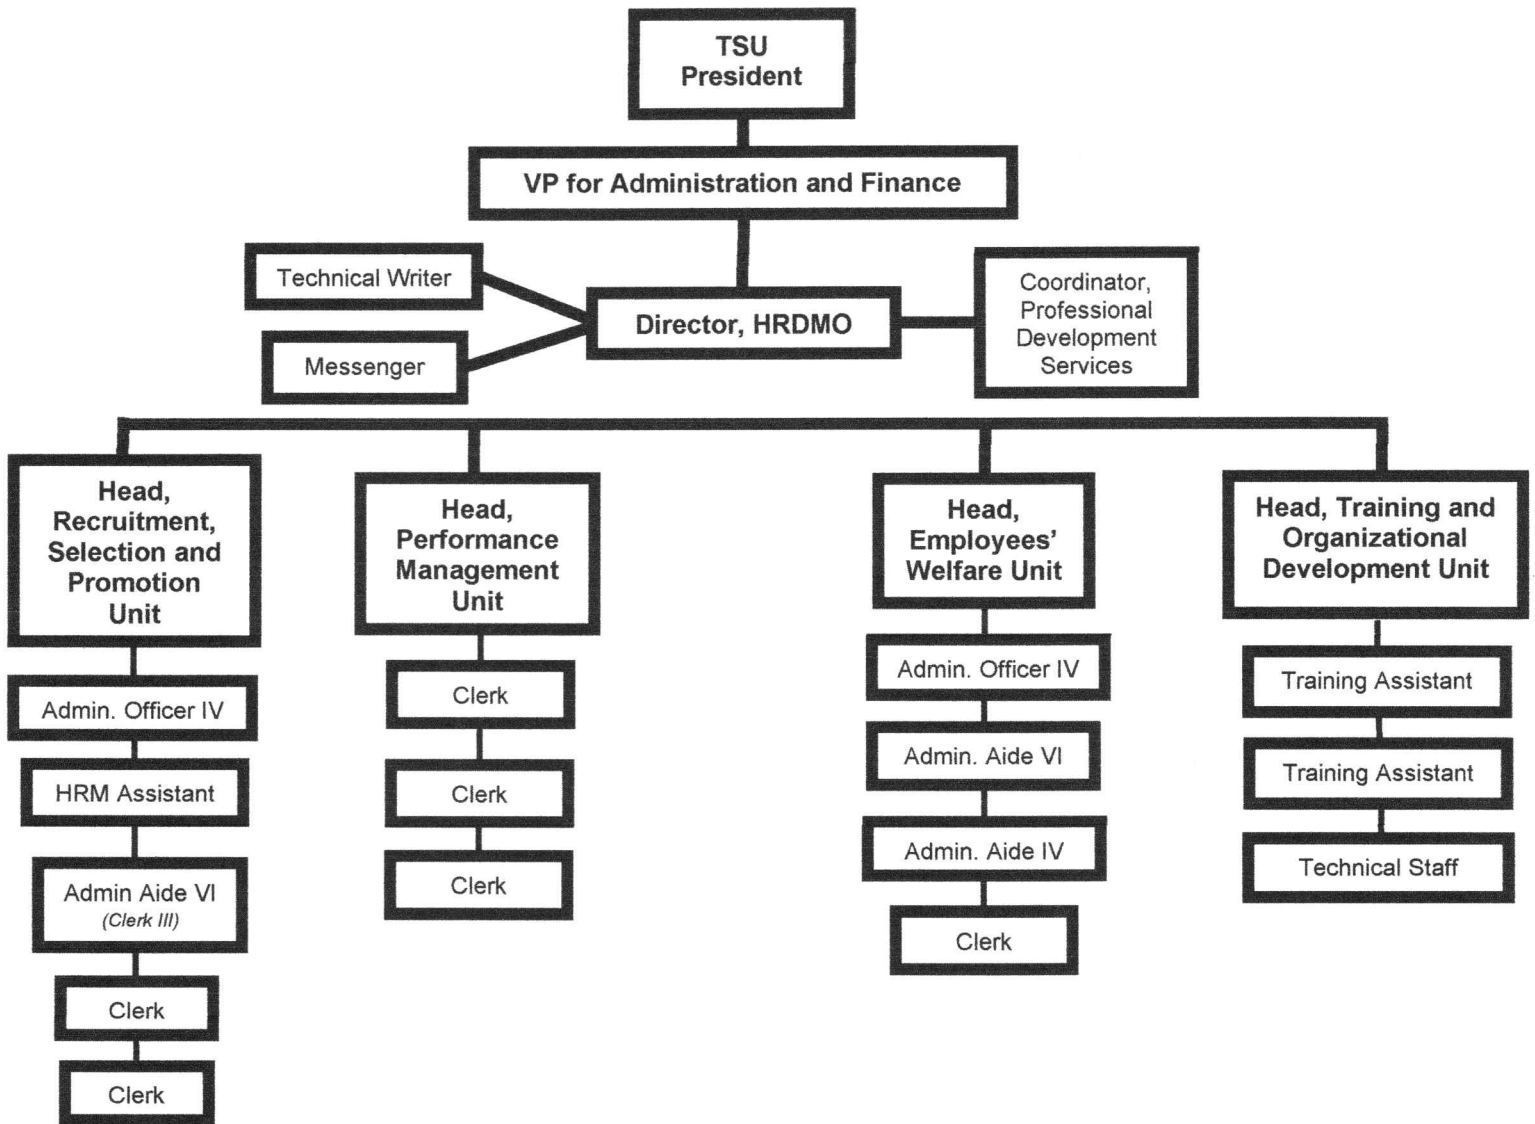 TSU
President
VP for Administration and Finance
Technical Writer
Messenger
Director, HRDMO
Coordinator,
Professional
Development
Services
Head,
Recruitment,
Selection and
Promotion
Unit
Admin. Officer IV
HRM Assistant
Admin Aide VI
(Clerk III)
Clerk
Clerk
Head,
Performance
Management
Unit
Clerk
Clerk
Clerk
Head,
Employees’
Welfare Unit
Admin. Officer IV
Admin. Aide VI
Admin. Aide IV
Clerk
Head, Training and
Organizational
Development Unit
Training Assistant
Training Assistant
Technical Staff